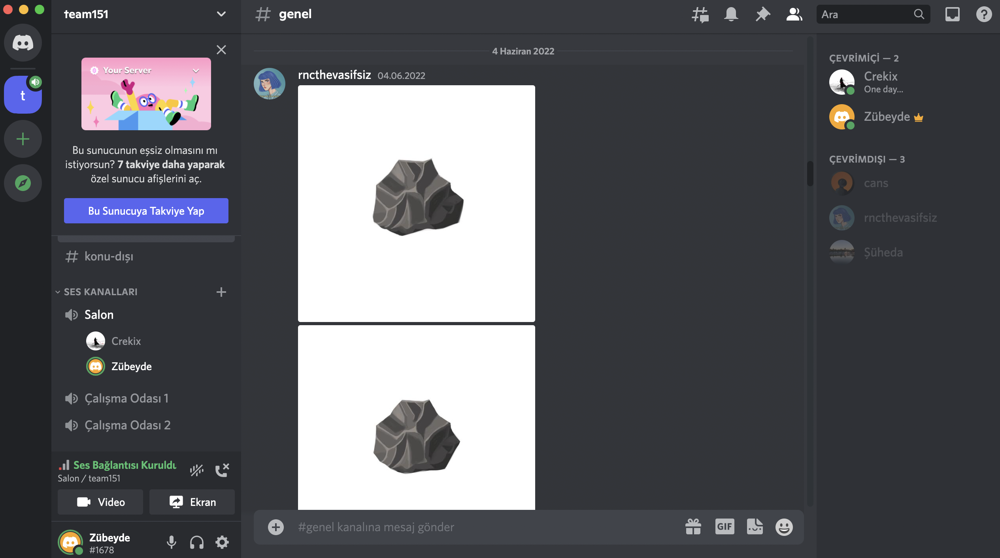 team151
Your Server
Bu sunucunun eşsiz olmasını mı
istiyorsun? 7 takviye daha yaparak
özel sunucu afişlerini aç.
Bu Sunucuya Takviye Yap
konu-dışı
SES KANALLARI
Salon
Crekix
Zübeyde
Çalışma Odası 1
Çalışma Odası 2
Ses Bağlantısı Kuruldu
Salon / team151
Video
Ekran
Zübeyde
#1678
t
genel
Ara
4 Haziran 2022
rncthevasifsiz 04.06.2022
#genel kanalına mesaj gönder
GIF
ÇEVRİMİÇİ — 2
Crekix
One day...
Zübeyde
ÇEVRİMDIŞI — 3
cans
rncthevasifsiz
Şüheda